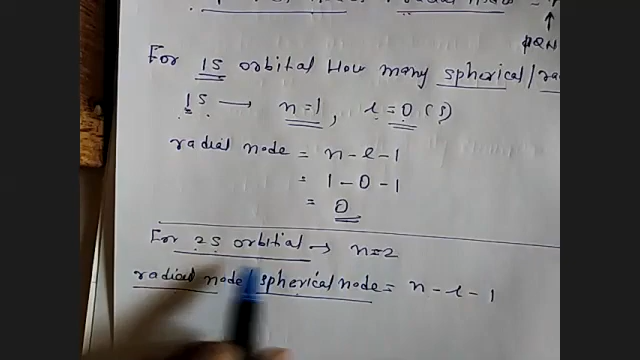 PQN
For 1S orbital How many spherical/
1S → n=1, l=0 (s)
radial node = n-l-1
= 1-0-1
= 0
For 2S orbitial → n=2
radial node spherical node = n-l-1